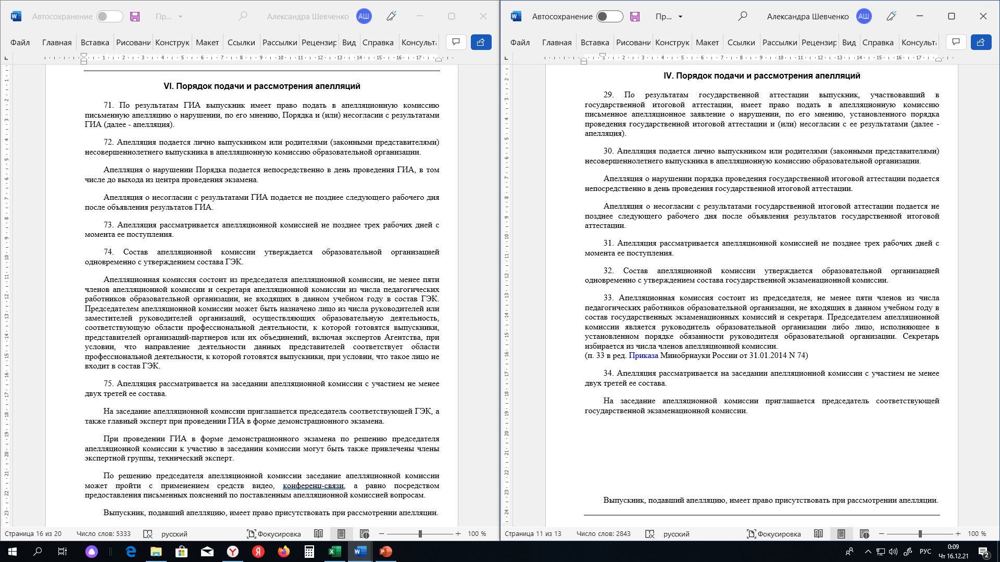 Автосохранение
Пр...
Александра Шевченко
АШ
Файл Главная Вставка Рисовани Конструк Макет Ссылки Рассылки Рецензир Вид Справка Консульта
VI. Порядок подачи и рассмотрения апелляций
71. По результатам ГИА выпускник имеет право подать в апелляционную комиссию
письменную апелляцию о нарушении, по его мнению, Порядка и (или) несогласии с результатами
ГИА (далее - апелляция).
72. Апелляция подается лично выпускником или родителями (законными представителями)
несовершеннолетнего выпускника в апелляционную комиссию образовательной организации.
Апелляция о нарушении Порядка подается непосредственно в день проведения ГИА, в том
числе до выхода из центра проведения экзамена.
Апелляция о несогласии с результатами ГИА подается не позднее следующего рабочего дня
после объявления результатов ГИА.
73. Апелляция рассматривается апелляционной комиссией не позднее трех рабочих дней с
момента ее поступления.
74. Состав апелляционной комиссии утверждается образовательной организацией
одновременно с утверждением состава ГЭК.
Апелляционная комиссия состоит из председателя апелляционной комиссии, не менее пяти
членов апелляционной комиссии и секретаря апелляционной комиссии из числа педагогических
работников образовательной организации, не входящих в данном учебном году в состав ГЭК.
Председателем апелляционной комиссии может быть назначено лицо из числа руководителей или
заместителей руководителей организаций, осуществляющих образовательную деятельность,
соответствующую области профессиональной деятельности, к которой готовятся выпускники,
представителей организаций-партнеров или их объединений, включая экспертов Агентства, при
условии, что направление деятельности данных представителей соответствует области
профессиональной деятельности, к которой готовятся выпускники, при условии, что такое лицо не
входит в состав ГЭК.
75. Апелляция рассматривается на заседании апелляционной комиссии с участием не менее
двух третей ее состава.
На заседание апелляционной комиссии приглашается председатель соответствующей ГЭК, а
также главный эксперт при проведении ГИА в форме демонстрационного экзамена.
При проведении ГИА в форме демонстрационного экзамена по решению председателя
апелляционной комиссии к участию в заседании комиссии могут быть также привлечены члены
экспертной группы, технический эксперт.
По решению председателя апелляционной комиссии заседание апелляционной комиссии
может пройти с применением средств видео, конференц-связи, а равно посредством
предоставления письменных пояснений по поставленным апелляционной комиссией вопросам.
Выпускник, подавший апелляцию, имеет право присутствовать при рассмотрении апелляции.
Страница 16 из 20 Число слов: 5333 русский Фокусировка 100 %
Автосохранение
Пр...
Александра Шевченко
АШ
Файл Главная Вставка Рисовани Конструк Макет Ссылки Рассылки Рецензир Вид Справка Консульта
IV. Порядок подачи и рассмотрения апелляций
29. По результатам государственной аттестации выпускник, участвовавший в
государственной итоговой аттестации, имеет право подать в апелляционную комиссию
письменное апелляционное заявление о нарушении, по его мнению, установленного порядка
проведения государственной итоговой аттестации и (или) несогласии с ее результатами (далее -
апелляция).
30. Апелляция подается лично выпускником или родителями (законными представителями)
несовершеннолетнего выпускника в апелляционную комиссию образовательной организации.
Апелляция о нарушении порядка проведения государственной итоговой аттестации подается
непосредственно в день проведения государственной итоговой аттестации.
Апелляция о несогласии с результатами государственной итоговой аттестации подается не
позднее следующего рабочего дня после объявления результатов государственной итоговой
аттестации.
31. Апелляция рассматривается апелляционной комиссией не позднее трех рабочих дней с
момента ее поступления.
32. Состав апелляционной комиссии утверждается образовательной организацией
одновременно с утверждением состава государственной экзаменационной комиссии.
33. Апелляционная комиссия состоит из председателя, не менее пяти членов из числа
педагогических работников образовательной организации, не входящих в данном учебном году в
состав государственных экзаменационных комиссий и секретаря. Председателем апелляционной
комиссии является руководитель образовательной организации либо лицо, исполняющее в
установленном порядке обязанности руководителя образовательной организации. Секретарь
избирается из числа членов апелляционной комиссии.
(п. 33 в ред. Приказа Минобрнауки России от 31.01.2014 N 74)
34. Апелляция рассматривается на заседании апелляционной комиссии с участием не менее
двух третей ее состава.
На заседание апелляционной комиссии приглашается председатель соответствующей
государственной экзаменационной комиссии.
Выпускник, подавший апелляцию, имеет право присутствовать при рассмотрении апелляции.
Страница 11 из 13 Число слов: 2843 русский Фокусировка 100 %
РУС
0:09
Чт 16.12.21
2